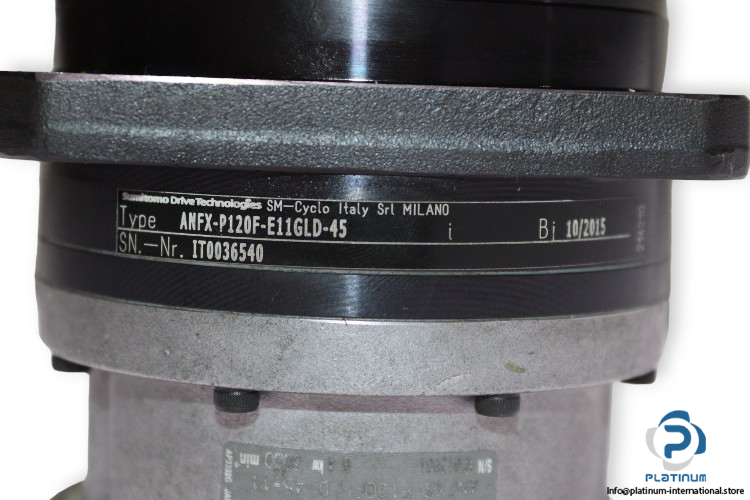 Sumitomo Drive Technologies SM-Cyclo Italy Srl MILANO
Type ANFX-P120F-E11GLD-45 i Bj 10/2015
SN.-Nr. IT0036540
PLATINUM
Info@platinum-international.store